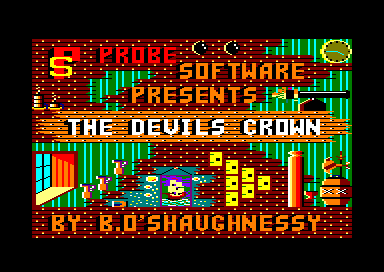 S PROBE
SOFTWARE
PRESENTS
THE DEVILS CROWN
BY B.O'SHAUGHNESSY